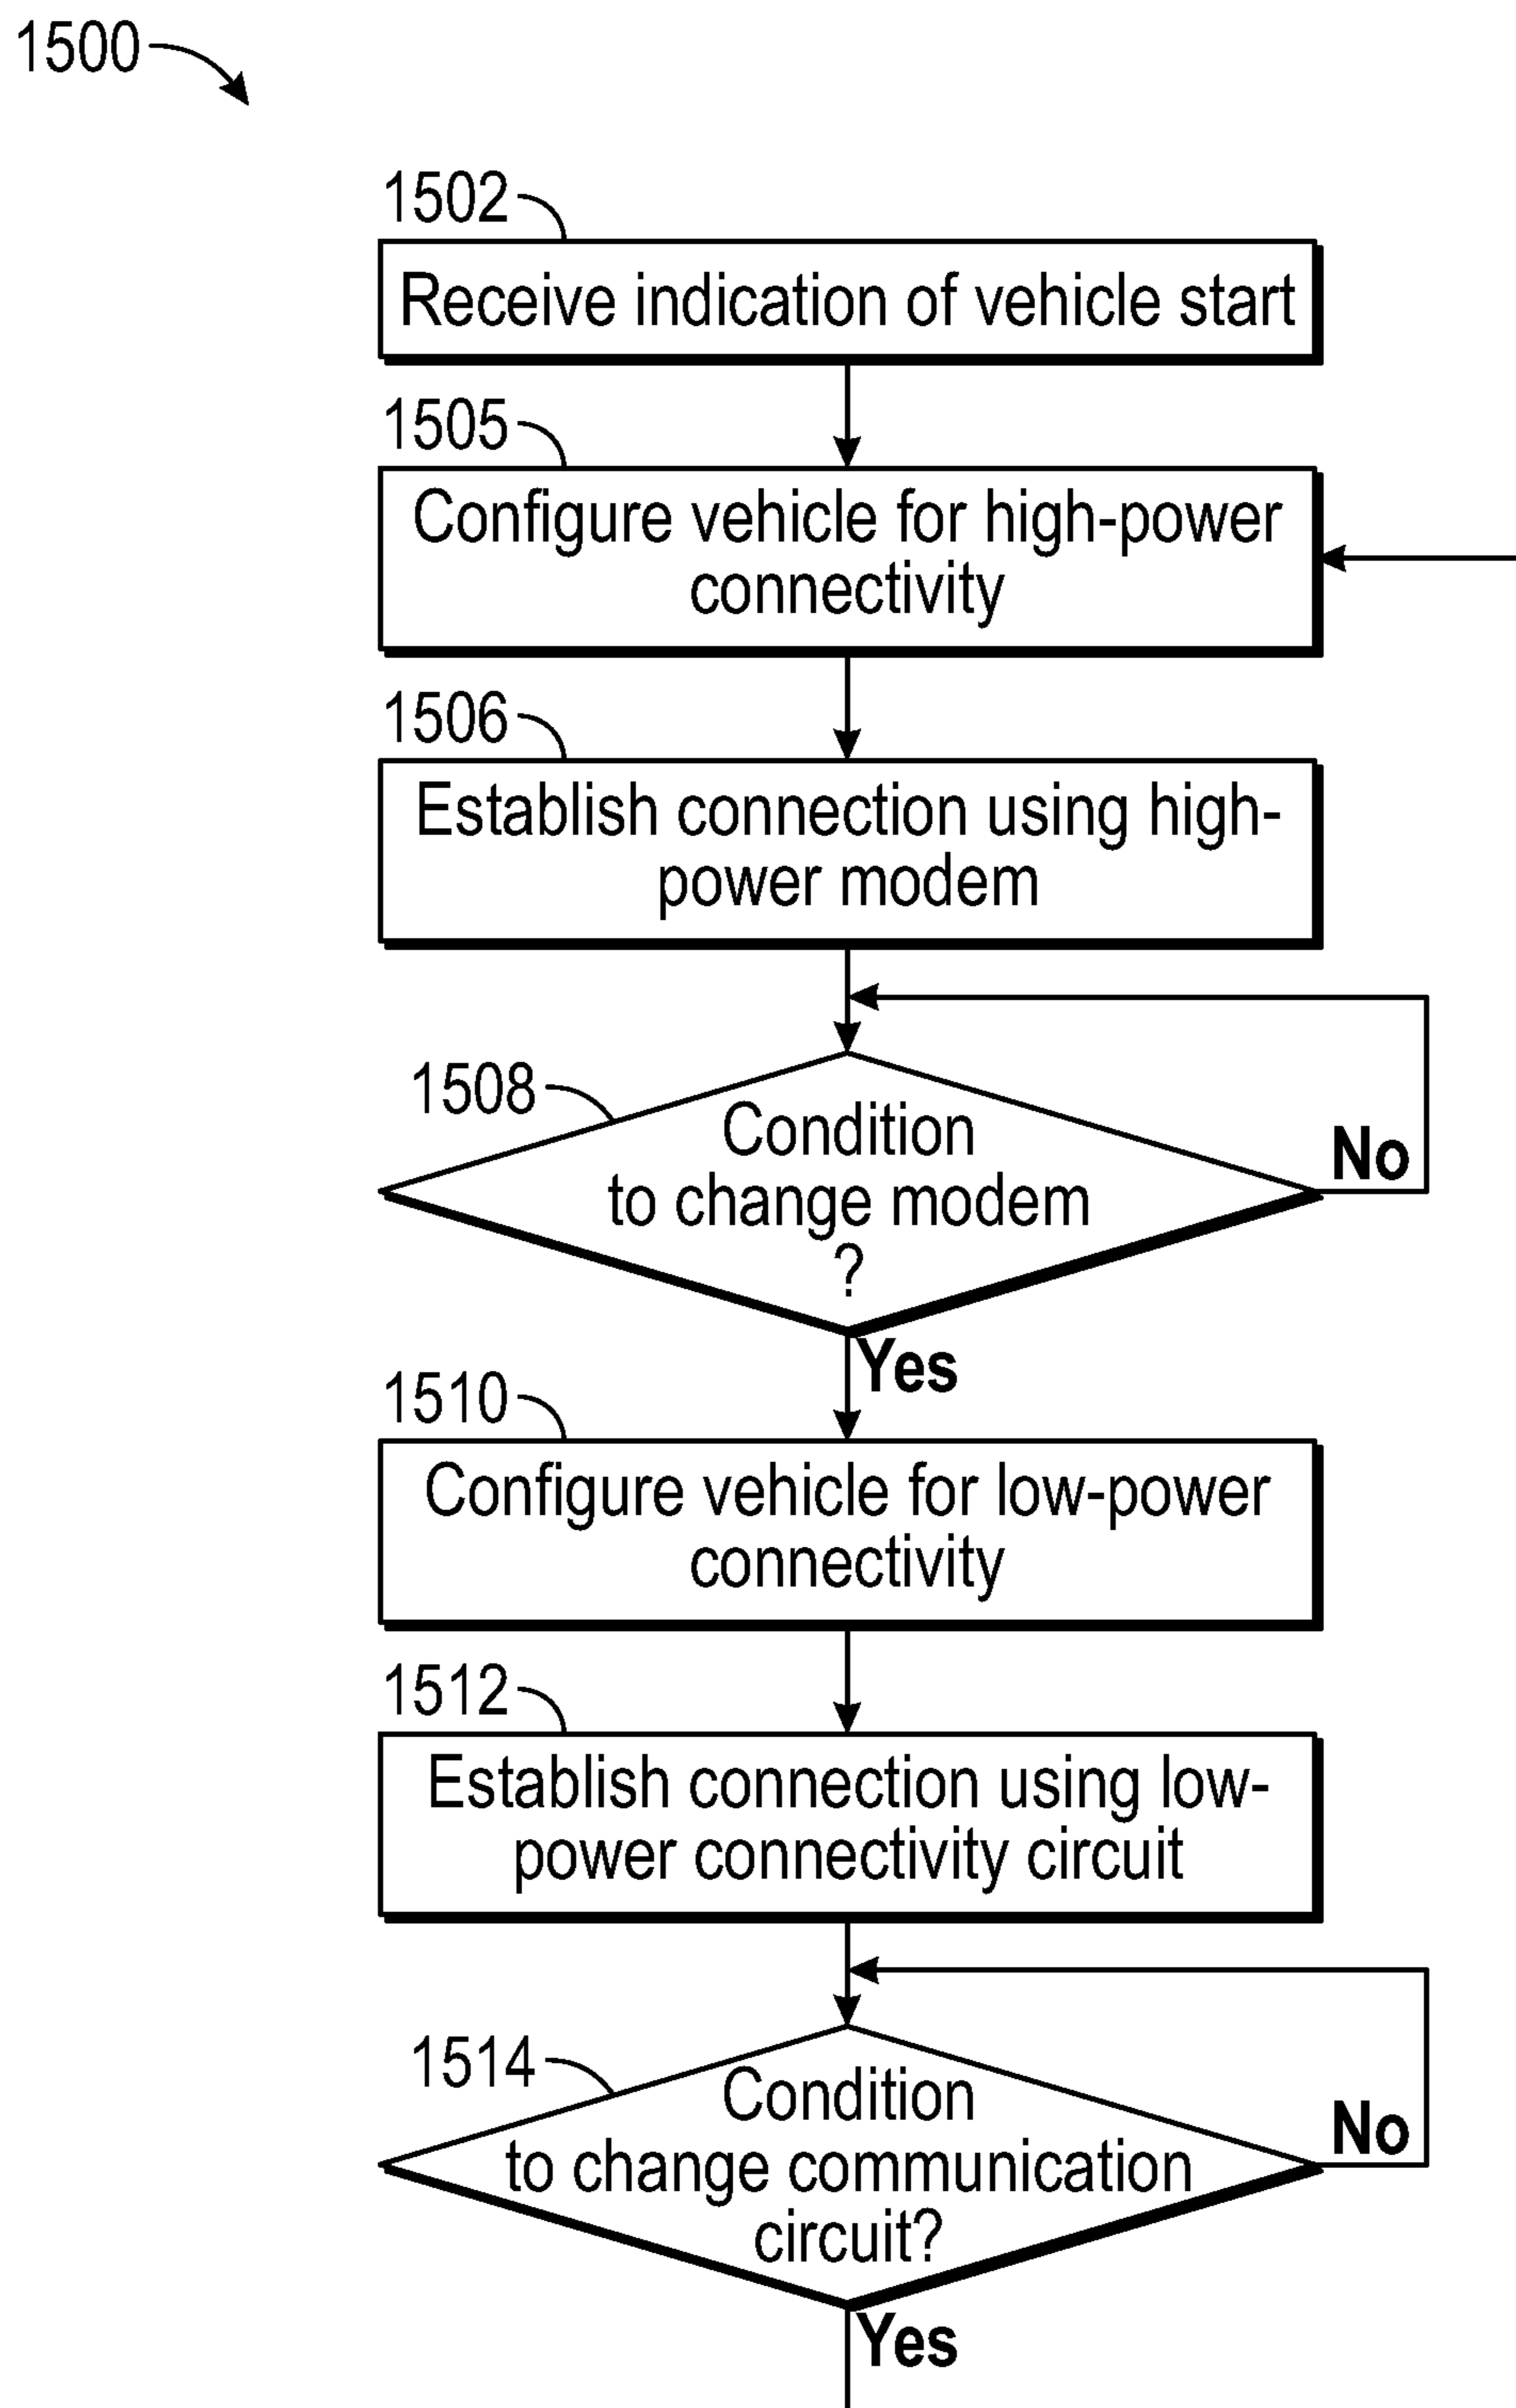 1500
1502
Receive indication of vehicle start
1505
Configure vehicle for high-power
connectivity
1506
Establish connection using high-
power modem
1508
Condition
to change modem
?
No
Yes
1510
Configure vehicle for low-power
connectivity
1512
Establish connection using low-
power connectivity circuit
1514
Condition
to change communication
circuit?
No
Yes